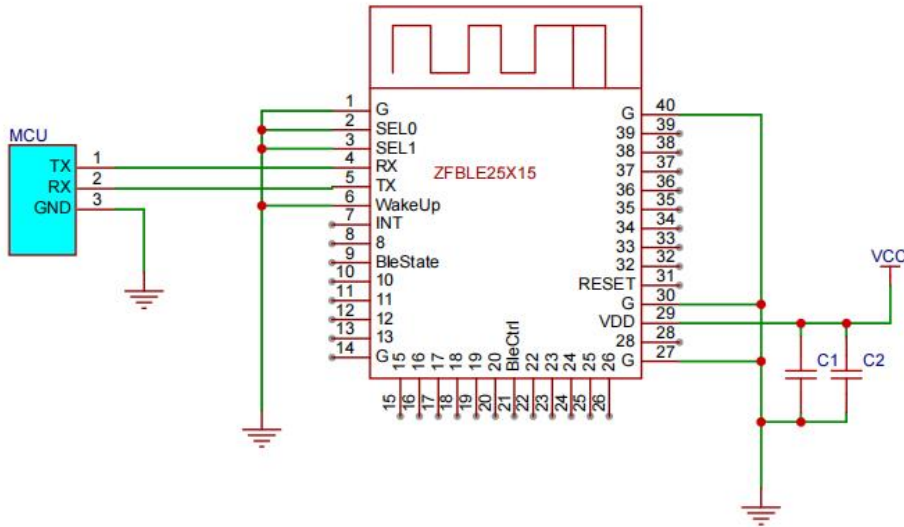 MCU
TX 1
RX 2
GND 3
ZFBLE25X15
1 G
2 SEL0
3 SEL1
4 RX
5 TX
6 WakeUp
7 INT
8 8
9 BleState
10 10
11 11
12 12
13 13
14 G
G 40
39 39
38 38
37 37
36 36
35 35
34 34
33 33
32 32
RESET 31
G 30
VDD 29
28 28
G 27
15 16 17 18 19 20 BleCtrl 22 23 24 25 26
15 16 17 18 19 20 21 22 23 24 25 26
VCC
C1 C2